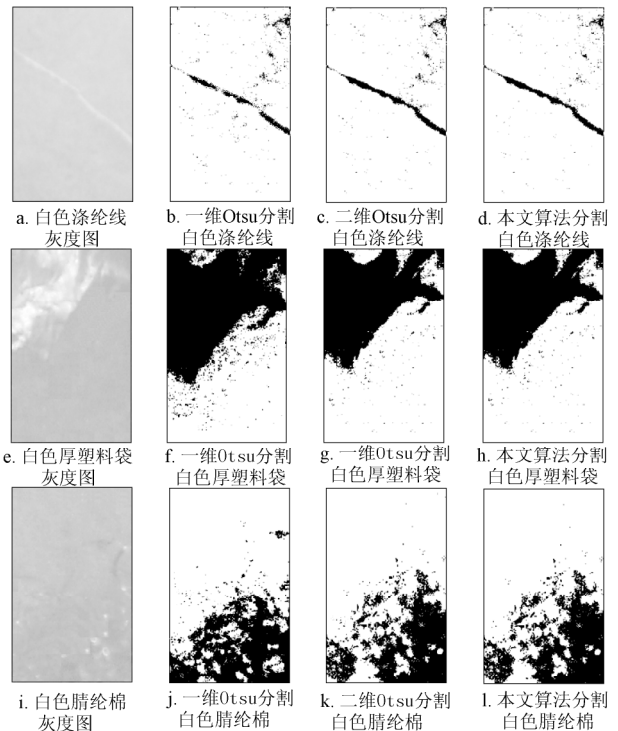 a. 白色涤纶线
灰度图
b. 一维Otsu分割
白色涤纶线
c. 二维Otsu分割
白色涤纶线
d. 本文算法分割
白色涤纶线
e. 白色厚塑料袋
灰度图
f. 一维Otsu分割
白色厚塑料袋
g. 一维Otsu分割
白色厚塑料袋
h. 本文算法分割
白色厚塑料袋
i. 白色腈纶棉
灰度图
j. 一维Otsu分割
白色腈纶棉
k. 二维Otsu分割
白色腈纶棉
l. 本文算法分割
白色腈纶棉